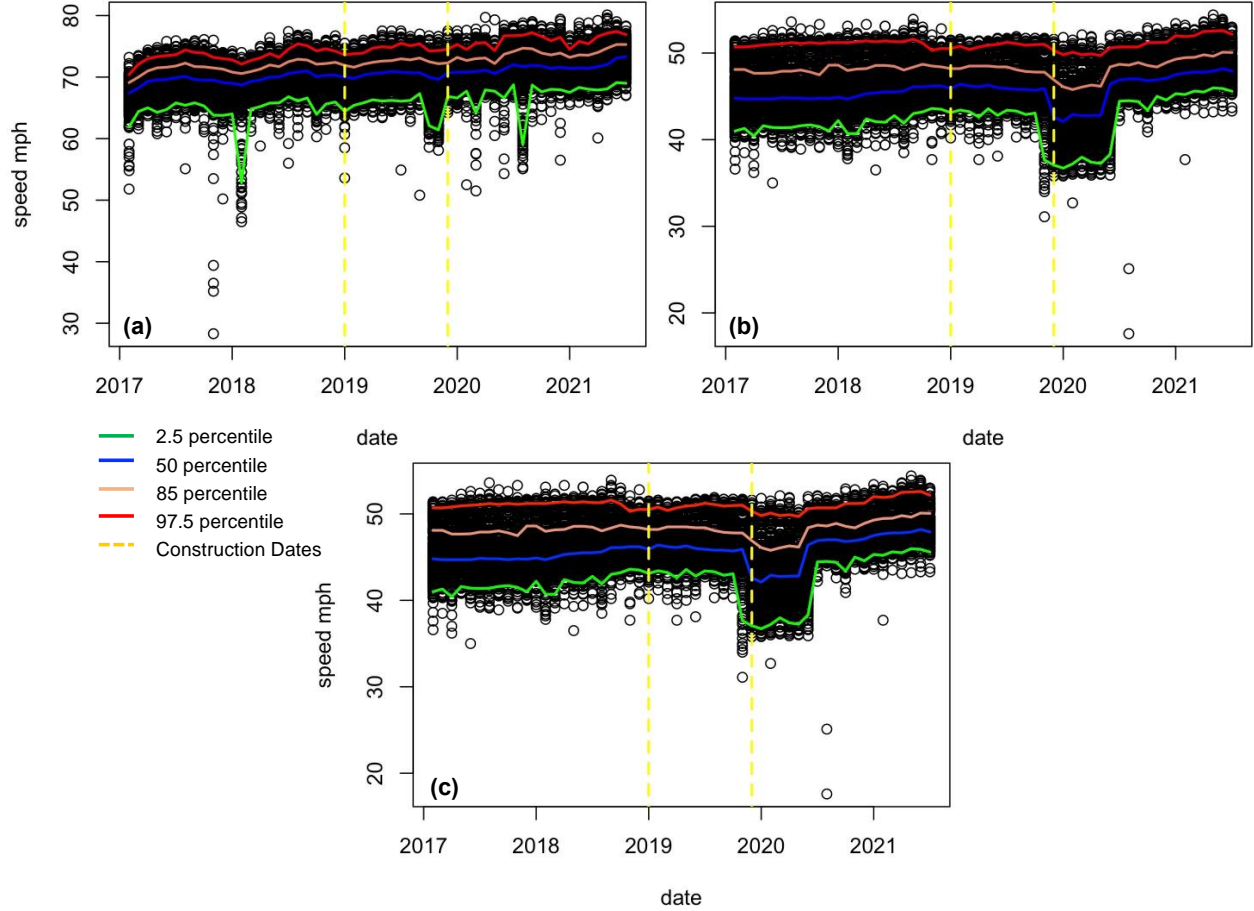 80
70
60
50
40
30
speed mph
(a)
2017 2018 2019 2020 2021
date
50
40
30
20
(b)
2017 2018 2019 2020 2021
date
2.5 percentile
50 percentile
85 percentile
97.5 percentile
Construction Dates
50
40
30
20
speed mph
(c)
2017 2018 2019 2020 2021
date